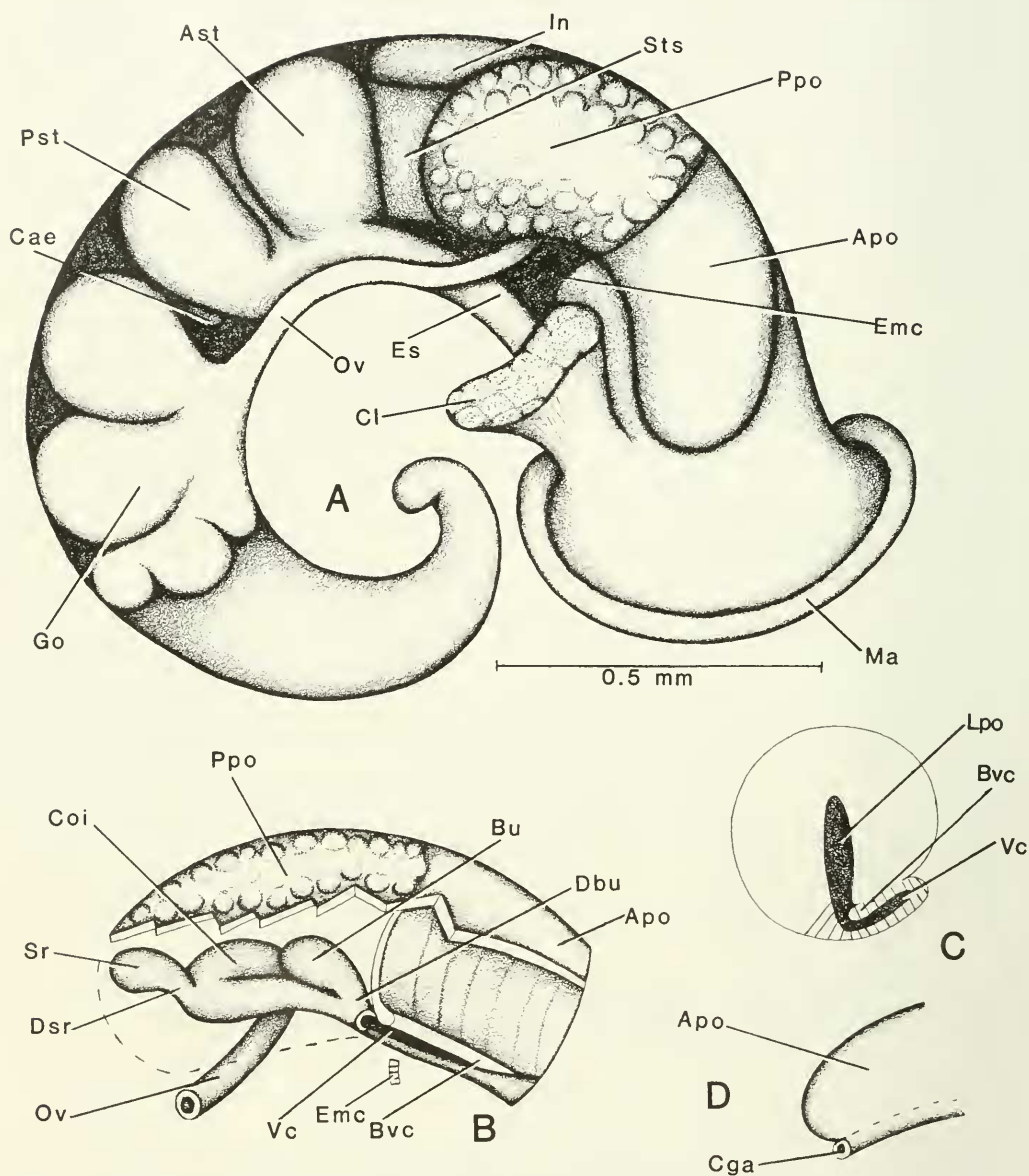 In
Ast
Sts
Ppo
Pst
Cae
Apo
Emc
Es
Ov
Cl
A
Go
Ma
0.5 mm
Lpo
Ppo
Bvc
Coi
Bu
Vc
Dbu
Apo
Sr
C
Dsr
Apo
Ov
Emc
Vc
Bvc
B
D
Cga